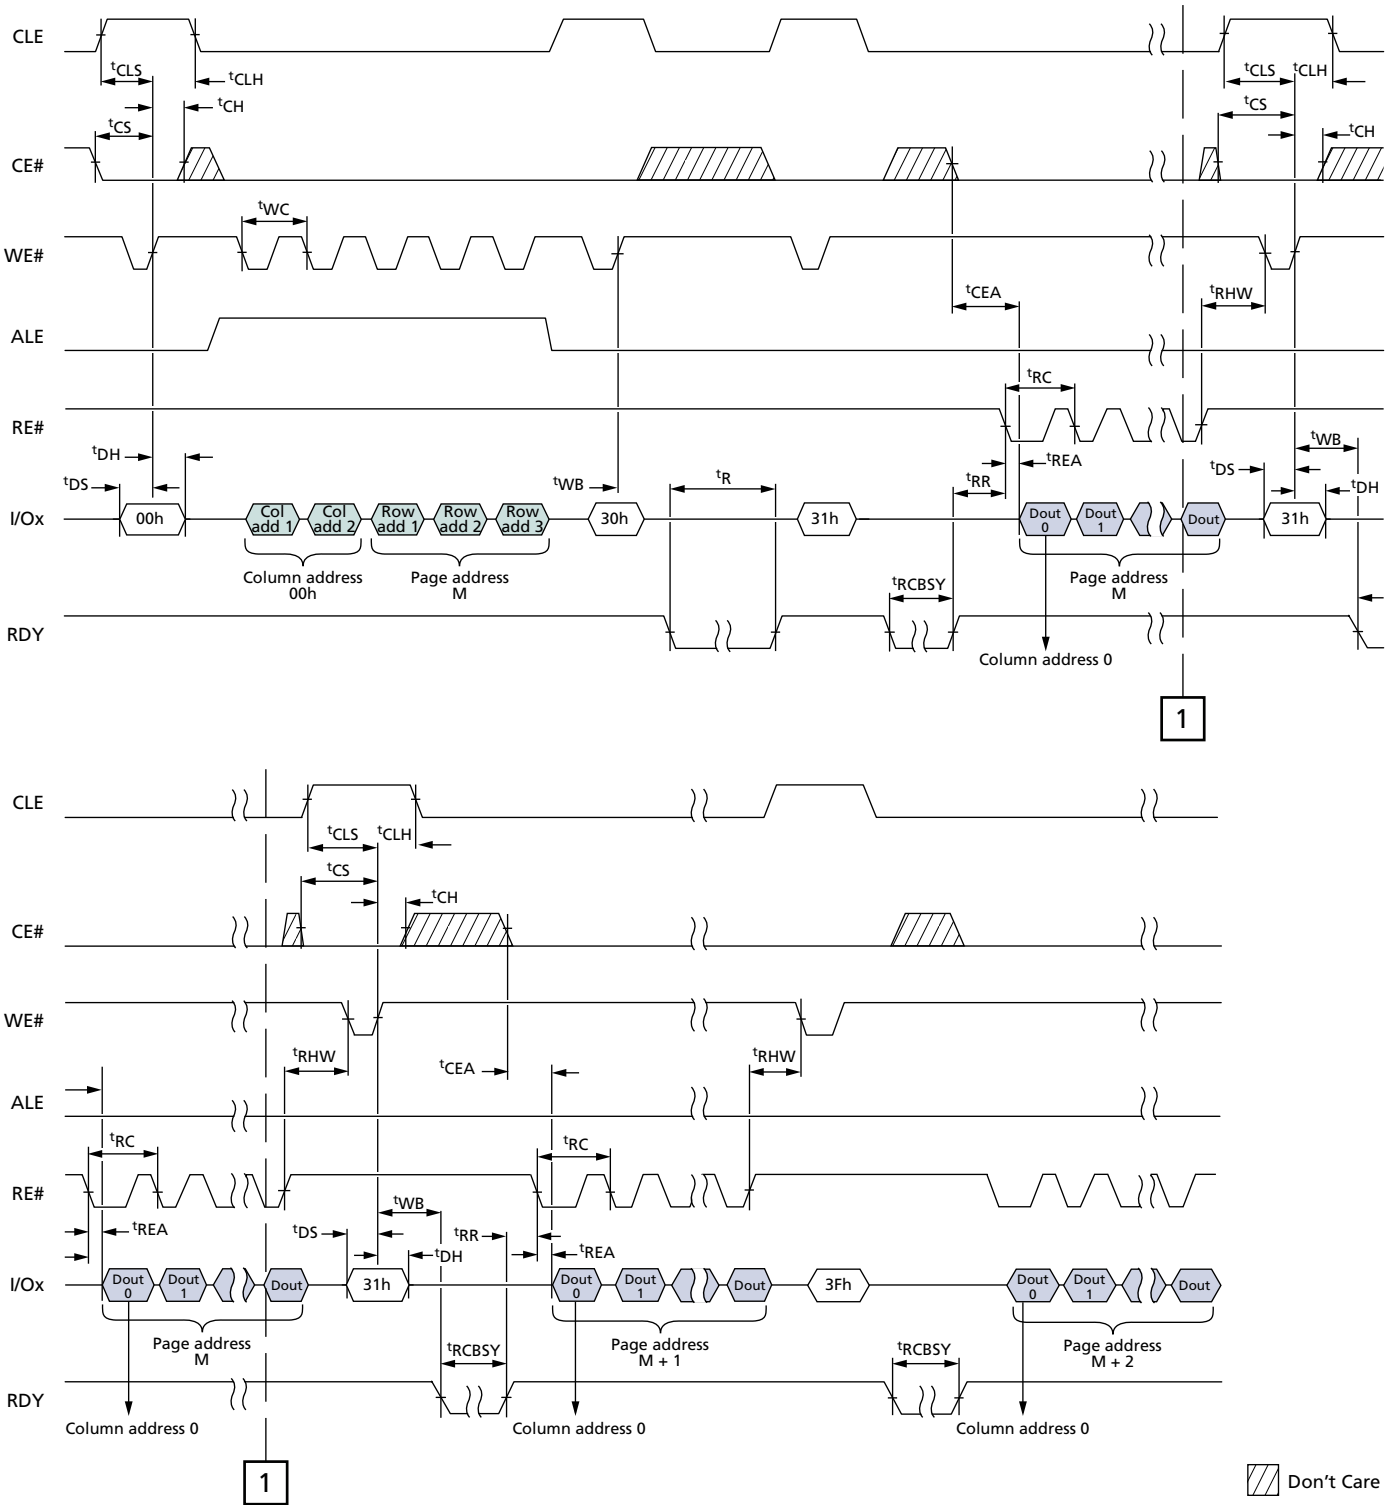 CLE
tCLS
tCLH
tCLS
tCLH
tCH
tCS
tCS
tCH
CE#
tWC
WE#
tCEA
tRHW
ALE
tRC
RE#
tWB
tDH
tREA
tDS
tWB
tR
tRR
tDS
tDH
I/Ox
00h
Col add 1
Col add 2
Row add 1
Row add 2
Row add 3
30h
31h
Dout 0
Dout 1
Dout
31h
Column address 00h
Page address M
Page address M
tRCBSY
RDY
Column address 0
1
CLE
tCLS
tCLH
tCS
tCH
CE#
WE#
tRHW
tCEA
tRHW
ALE
tRC
tRC
RE#
tWB
tREA
tDS
tRR
tDH
tREA
I/Ox
Dout 0
Dout 1
Dout
31h
Dout 0
Dout 1
Dout
3Fh
Dout 0
Dout 1
Dout
Page address M
Page address M + 1
Page address M + 2
tRCBSY
tRCBSY
RDY
Column address 0
Column address 0
Column address 0
1
Don't Care